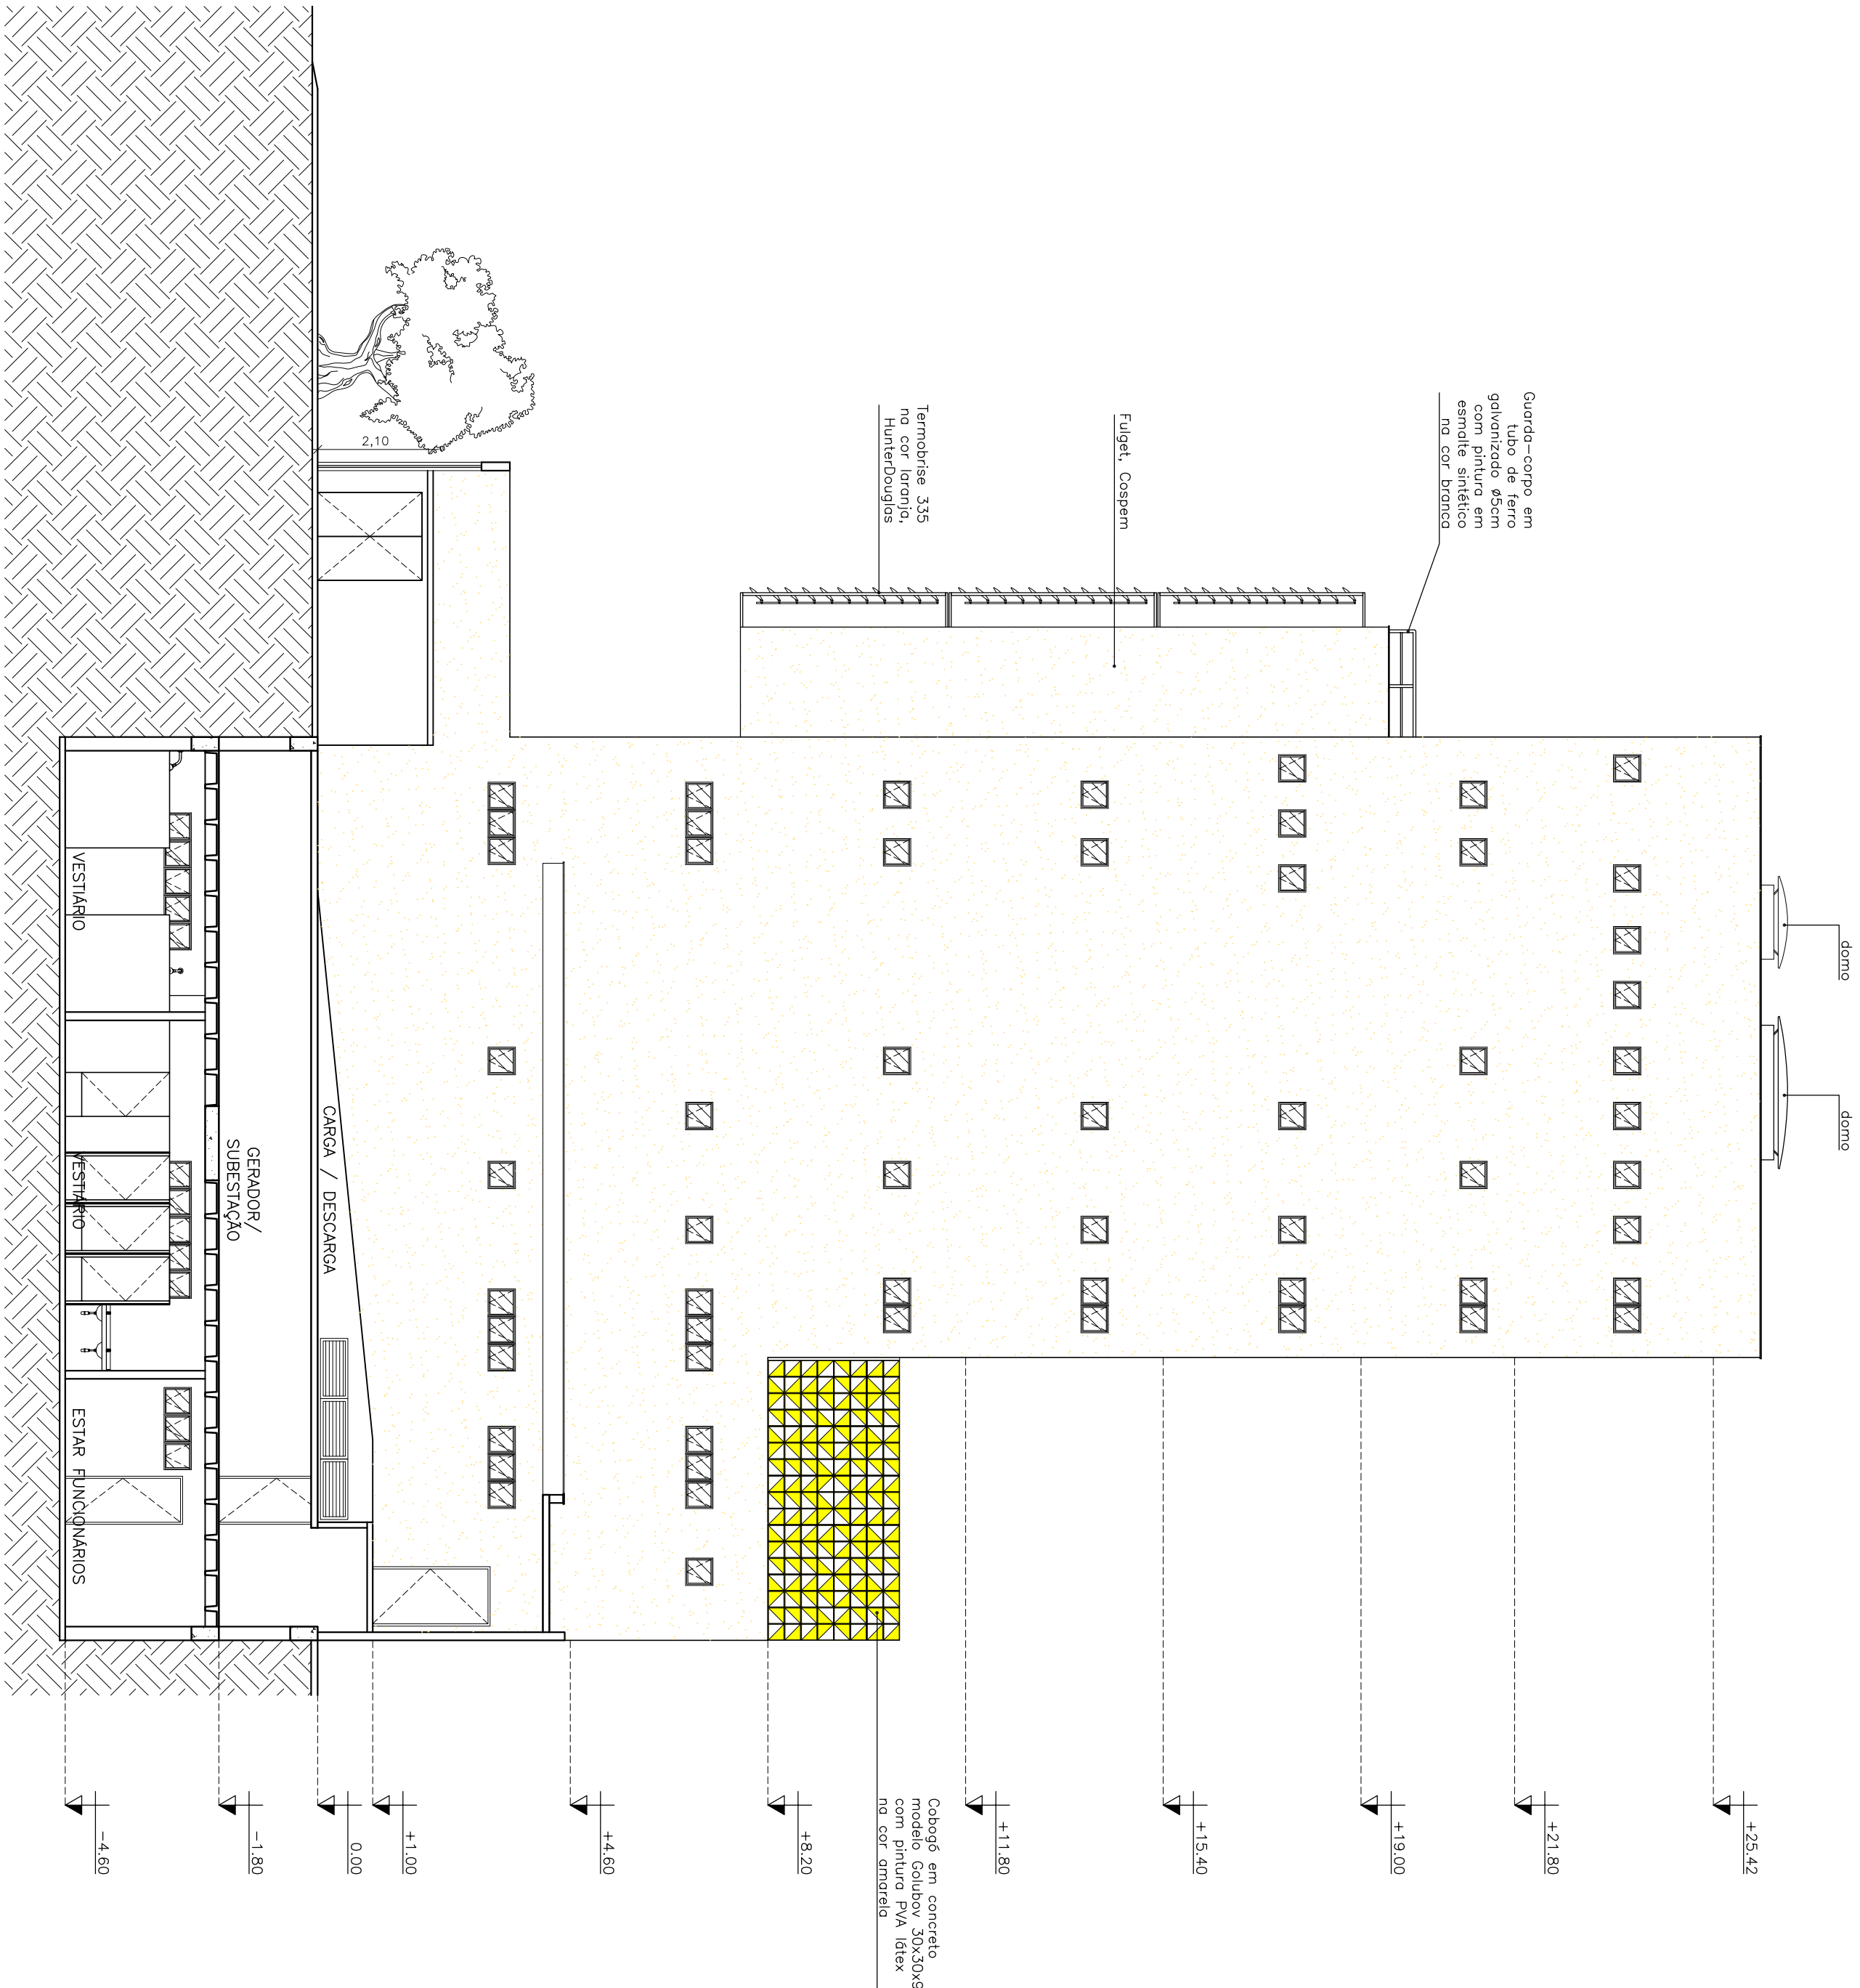 domo
domo
Guarda-corpo em
tubo de ferro
galvanizado ø5cm
com pintura em
esmalte sintético
na cor branca
Fulget, Cospem
Termobrise 335
na cor laranja,
HunterDouglas
2,10
+25.42
+21.80
+19.00
+15.40
+11.80
+8.20
+4.60
+1.00
0.00
-1.80
-4.60
Cobogó em concreto
modelo Golubov 30x30x9
com pintura PVA látex
na cor amarela
CARGA / DESCARGA
GERADOR/
SUBESTAÇÃO
VESTIÁRIO
VESTIÁRIO
ESTAR FUNCIONÁRIOS